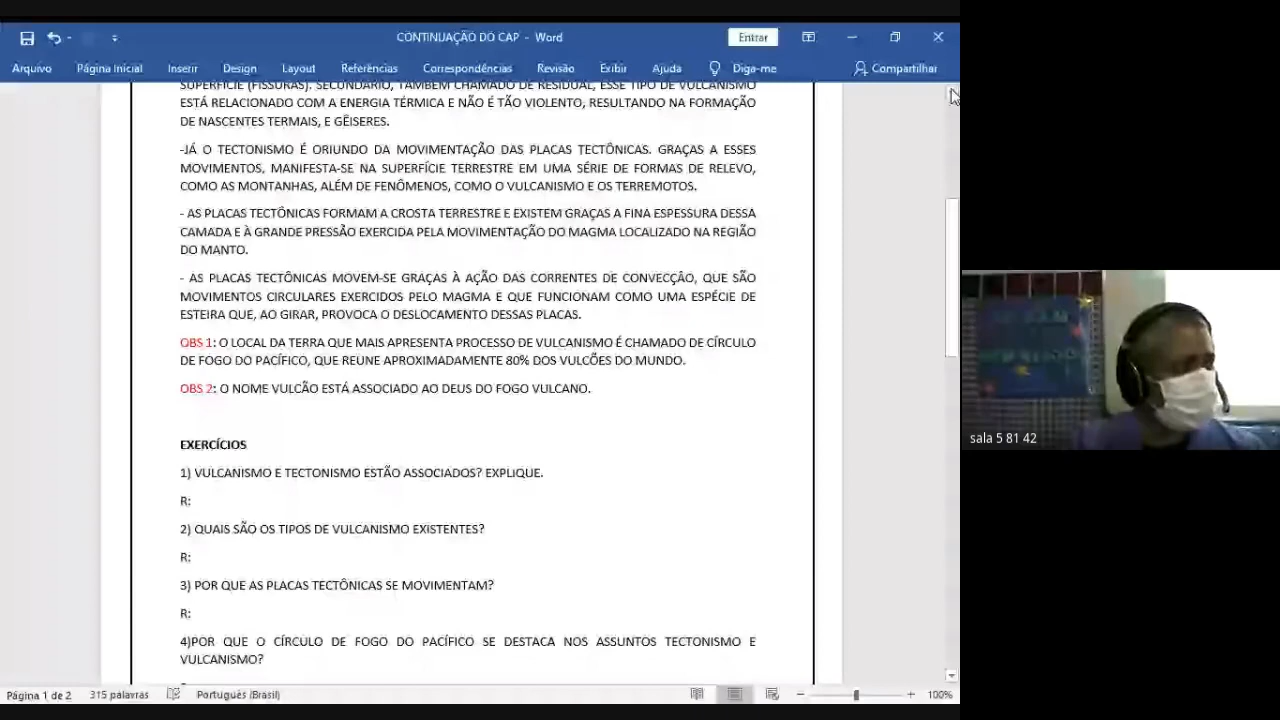 CONTINUAÇÃO DO CAP - Word
Entrar
Arquivo Página Inicial Inserir Design Layout Referências Correspondências Revisão Exibir Ajuda Diga-me Compartilhar
SUPERFÍCIE (FISSURAS). SECUNDÁRIO, TAMBÉM CHAMADO DE RESIDUAL, ESSE TIPO DE VULCANISMO
ESTÁ RELACIONADO COM A ENERGIA TÉRMICA E NÃO É TÃO VIOLENTO, RESULTANDO NA FORMAÇÃO
DE NASCENTES TERMAIS, E GÊISERES.
-JÁ O TECTONISMO É ORIUNDO DA MOVIMENTAÇÃO DAS PLACAS TECTÔNICAS. GRAÇAS A ESSES
MOVIMENTOS, MANIFESTA-SE NA SUPERFÍCIE TERRESTRE EM UMA SÉRIE DE FORMAS DE RELEVO,
COMO AS MONTANHAS, ALÉM DE FENÔMENOS, COMO O VULCANISMO E OS TERREMOTOS.
- AS PLACAS TECTÔNICAS FORMAM A CROSTA TERRESTRE E EXISTEM GRAÇAS A FINA ESPESSURA DESSA
CAMADA E À GRANDE PRESSÃO EXERCIDA PELA MOVIMENTAÇÃO DO MAGMA LOCALIZADO NA REGIÃO
DO MANTO.
- AS PLACAS TECTÔNICAS MOVEM-SE GRAÇAS À AÇÃO DAS CORRENTES DE CONVECÇÃO, QUE SÃO
MOVIMENTOS CIRCULARES EXERCIDOS PELO MAGMA E QUE FUNCIONAM COMO UMA ESPÉCIE DE
ESTEIRA QUE, AO GIRAR, PROVOCA O DESLOCAMENTO DESSAS PLACAS.
OBS 1: O LOCAL DA TERRA QUE MAIS APRESENTA PROCESSO DE VULCANISMO É CHAMADO DE CÍRCULO
DE FOGO DO PACÍFICO, QUE REUNE APROXIMADAMENTE 80% DOS VULCÕES DO MUNDO.
OBS 2: O NOME VULCÃO ESTÁ ASSOCIADO AO DEUS DO FOGO VULCANO.
EXERCÍCIOS
1) VULCANISMO E TECTONISMO ESTÃO ASSOCIADOS? EXPLIQUE.
R:
2) QUAIS SÃO OS TIPOS DE VULCANISMO EXISTENTES?
R:
3) POR QUE AS PLACAS TECTÔNICAS SE MOVIMENTAM?
R:
4)POR QUE O CÍRCULO DE FOGO DO PACÍFICO SE DESTACA NOS ASSUNTOS TECTONISMO E
VULCANISMO?
Página 1 de 2 315 palavras Português (Brasil) 100%
sala 5 81 42